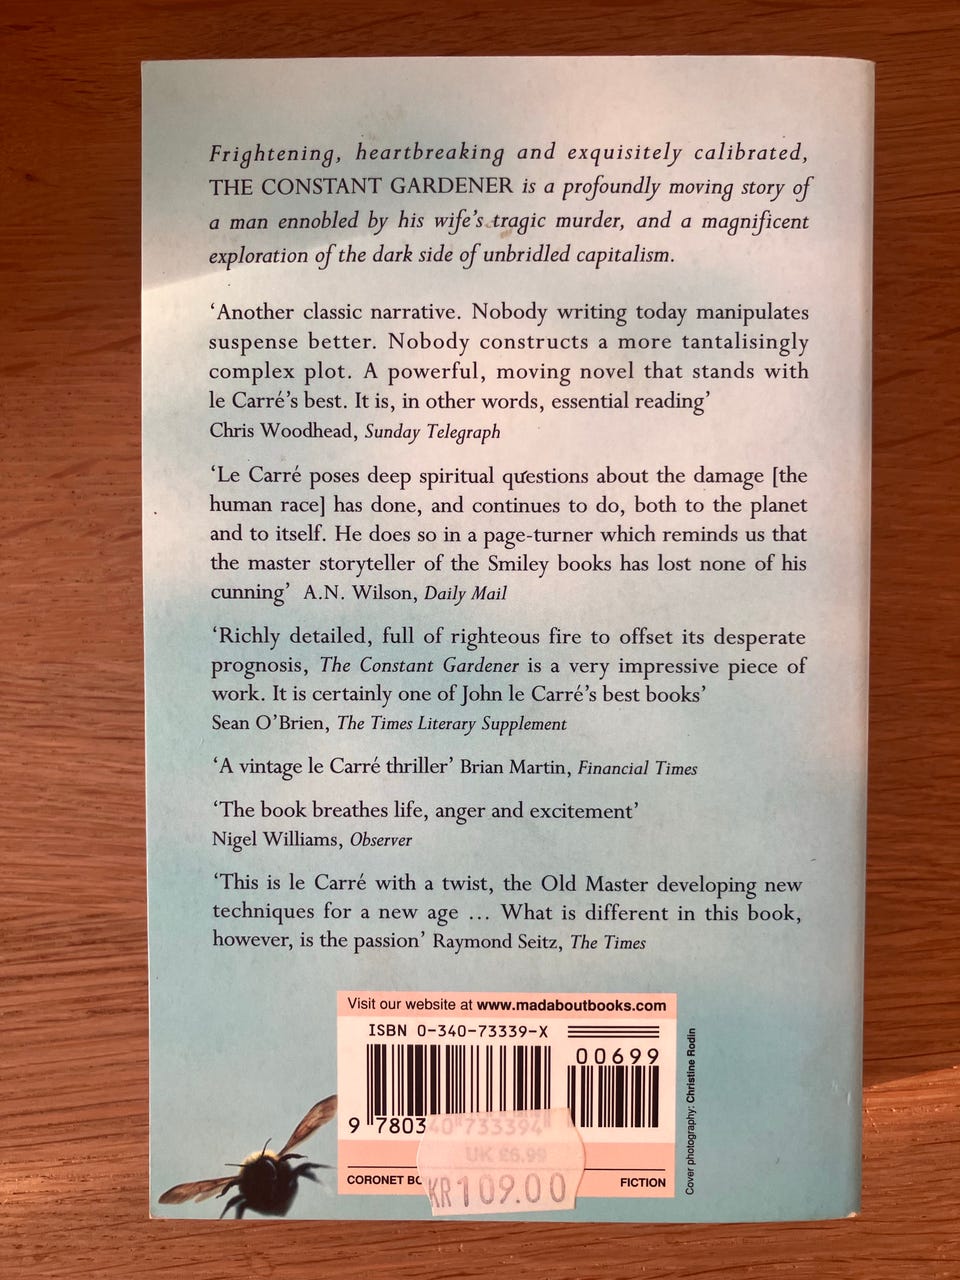 Frightening, heartbreaking and exquisitely calibrated,
THE CONSTANT GARDENER is a profoundly moving story of
a man ennobled by his wife's tragic murder, and a magnificent
exploration of the dark side of unbridled capitalism.
'Another classic narrative. Nobody writing today manipulates
suspense better. Nobody constructs a more tantalisingly
complex plot. A powerful, moving novel that stands with
le Carré's best. It is, in other words, essential reading'
Chris Woodhead, Sunday Telegraph
'Le Carré poses deep spiritual questions about the damage [the
human race] has done, and continues to do, both to the planet
and to itself. He does so in a page-turner which reminds us that
the master storyteller of the Smiley books has lost none of his
cunning' A.N. Wilson, Daily Mail
'Richly detailed, full of righteous fire to offset its desperate
prognosis, The Constant Gardener is a very impressive piece of
work. It is certainly one of John le Carré's best books'
Sean O'Brien, The Times Literary Supplement
'A vintage le Carré thriller' Brian Martin, Financial Times
'The book breathes life, anger and excitement'
Nigel Williams, Observer
'This is le Carré with a twist, the Old Master developing new
techniques for a new age ... What is different in this book,
however, is the passion' Raymond Seitz, The Times
Visit our website at www.madaboutbooks.com
ISBN 0-340-73339-X
00699
9 780340 733394
UK £6.99
CORONET
FICTION
KR109.00
Cover photography: Christine Rodin